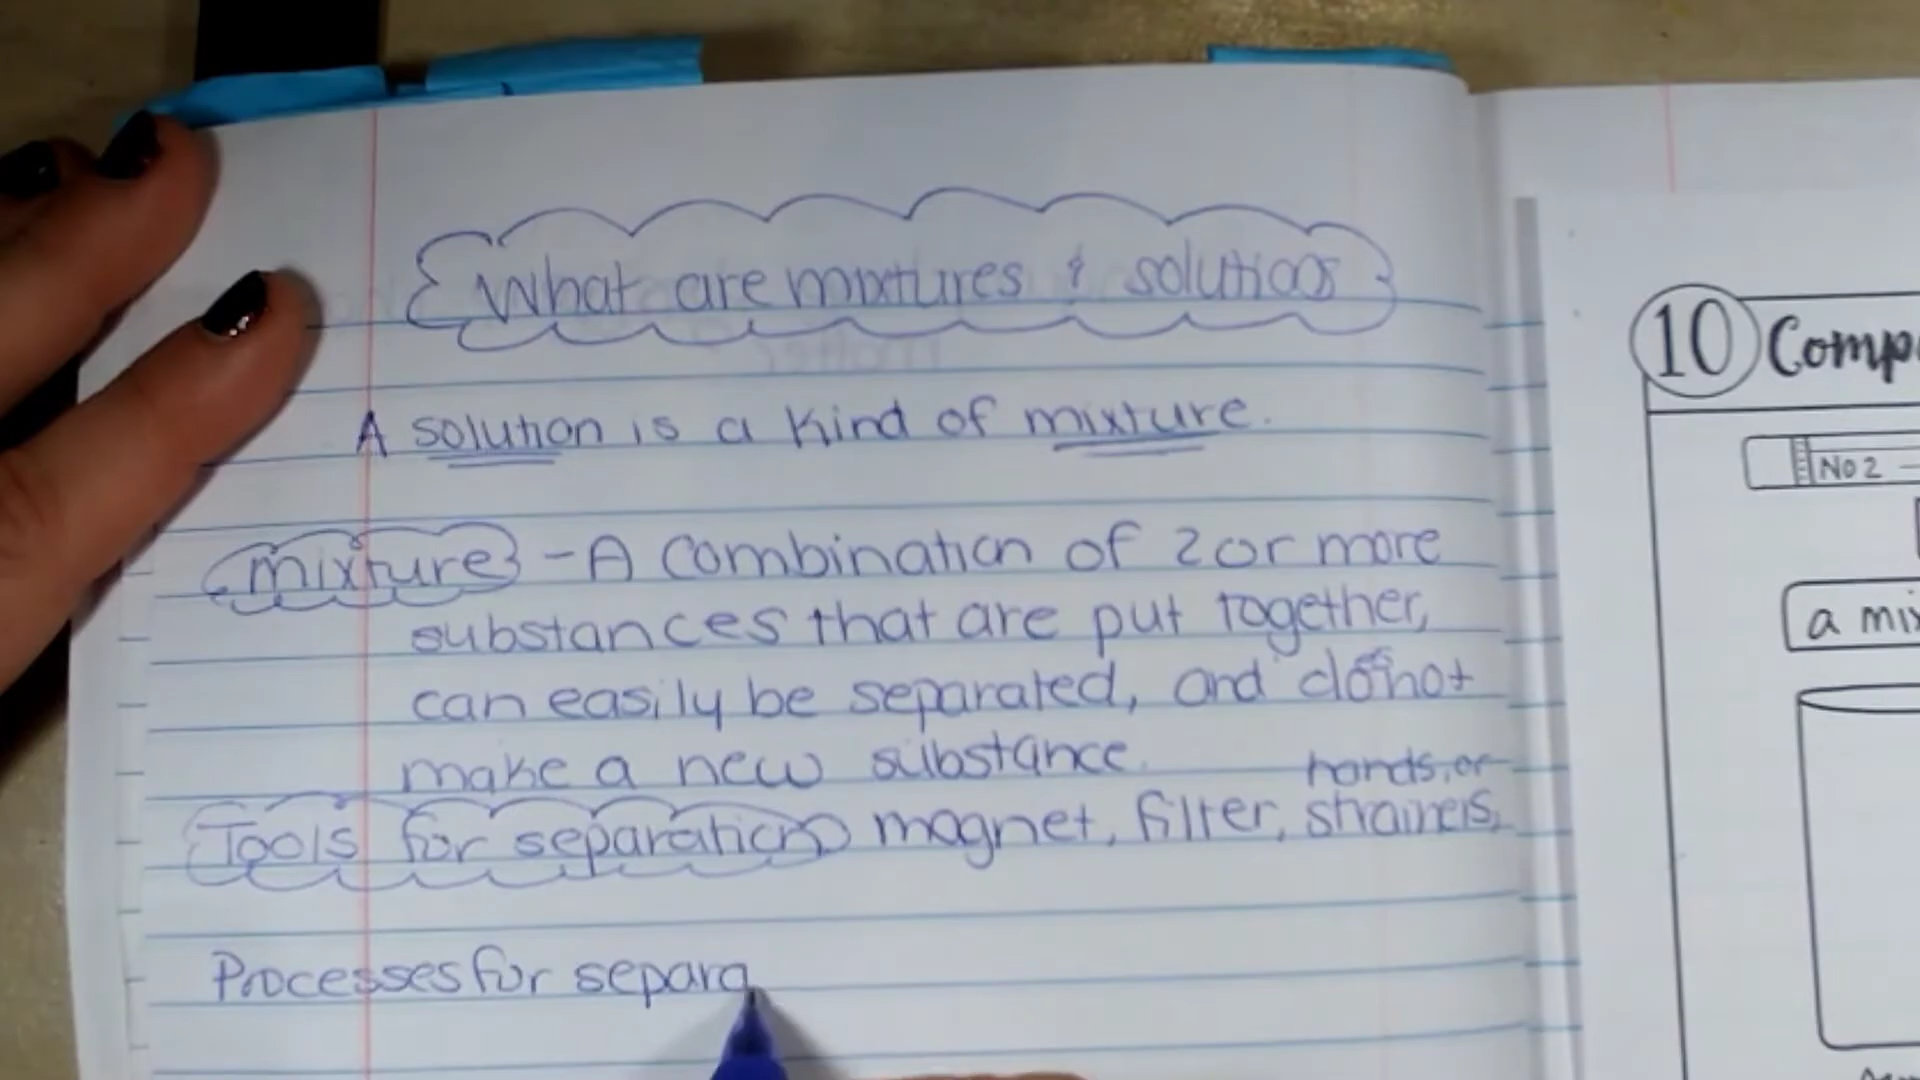 What are mixtures & solutions
A solution is a kind of mixture.
mixture - A combination of 2 or more
substances that are put together,
can easily be separated, and does not
make a new substance.
hands, or
Tools for separation magnet, filter, strainers,
Processes for separa
10 Comp
No 2
a mix